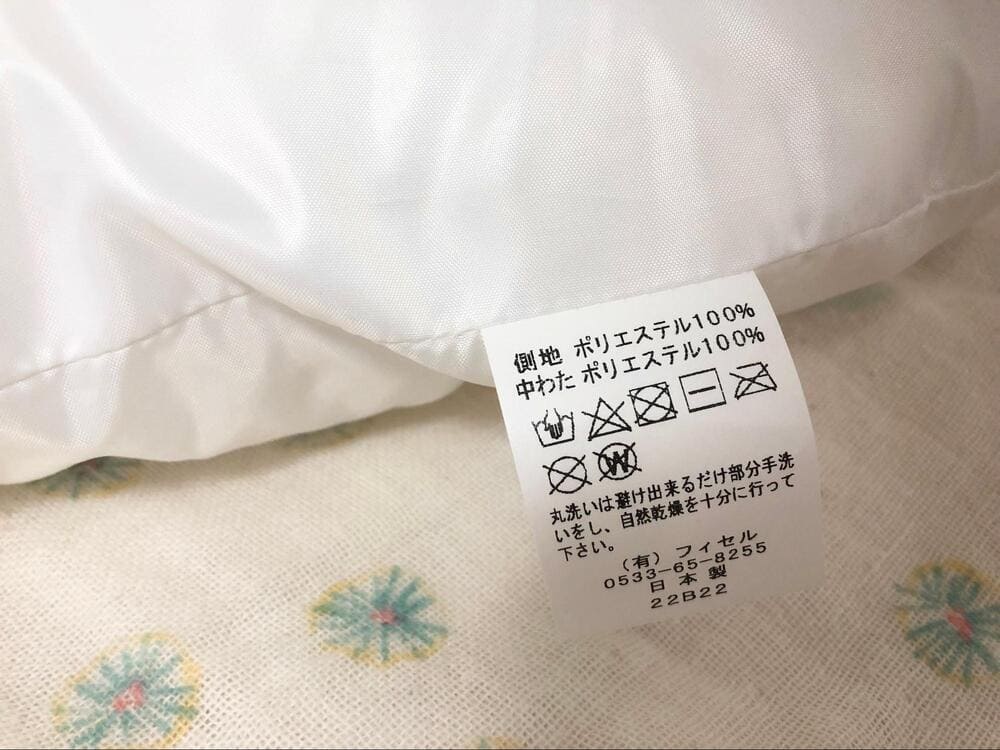 側地 ポリエステル100%
中わた ポリエステル100%
W
丸洗いは避け出来るだけ部分手洗
いをし、自然乾燥を十分に行って
下さい。
(有) フィセル
0533-65-8255
日本製
22B22